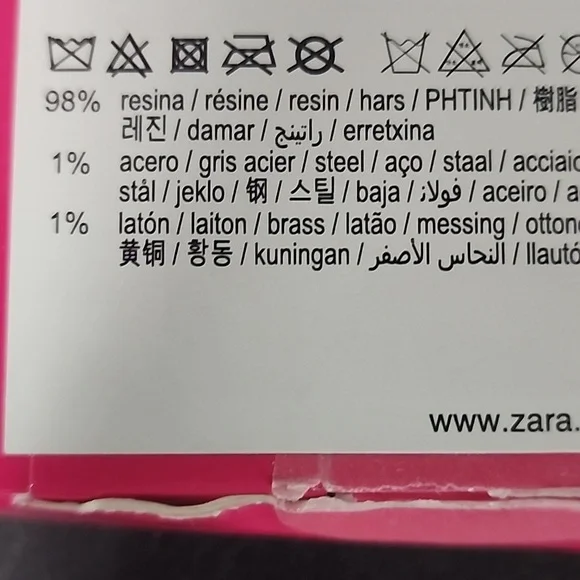 98% resina / résine / resin / hars / ΡΗΤΙΝΗ / 樹脂
레진 / damar / راتينج / erretxina
1% acero / gris acier / steel / aço / staal / acciaio
stål / jeklo / 钢 / 스틸 / baja / فولاذ / aceiro / a
1% latón / laiton / brass / latão / messing / ottone
黄铜 / 황동 / kuningan / النحاس الأصفر / llautó
www.zara.